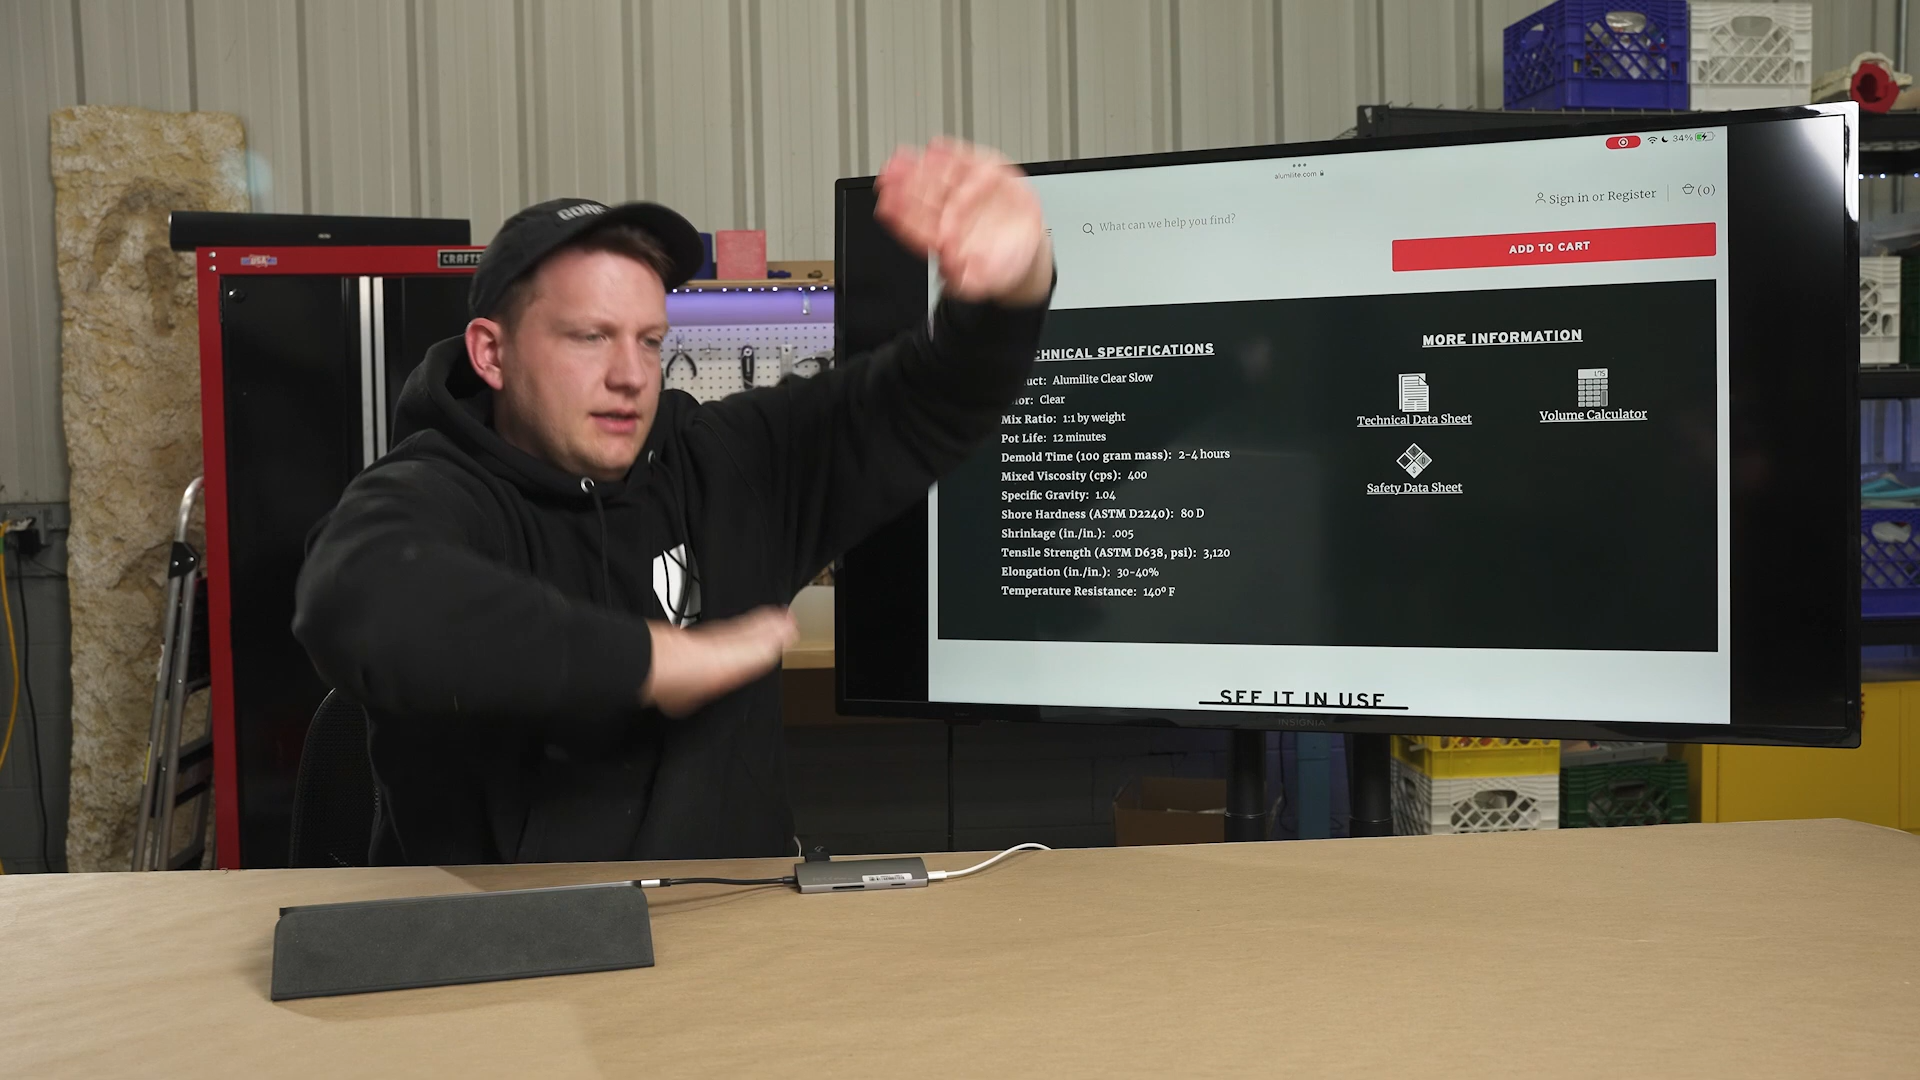 34%
alumilite.com
Sign in or Register
(0)
What can we help you find?
ADD TO CART
CHNICAL SPECIFICATIONS
uct: Alumilite Clear Slow
lor: Clear
Mix Ratio: 1:1 by weight
Pot Life: 12 minutes
Demold Time (100 gram mass): 2-4 hours
Mixed Viscosity (cps): 400
Specific Gravity: 1.04
Shore Hardness (ASTM D2240): 80 D
Shrinkage (in./in.): .005
Tensile Strength (ASTM D638, psi): 3,120
Elongation (in./in.): 30-40%
Temperature Resistance: 140º F
MORE INFORMATION
Technical Data Sheet
Volume Calculator
Safety Data Sheet
SEE IT IN USE
INSIGNIA
CRAFTS